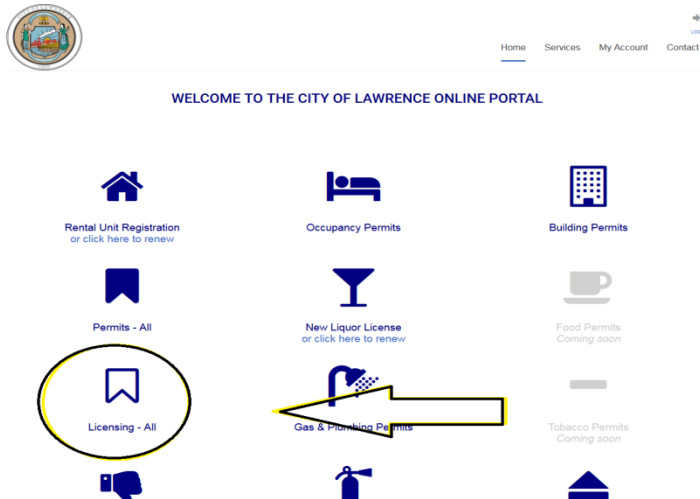 LOG
Home Services My Account Contact
WELCOME TO THE CITY OF LAWRENCE ONLINE PORTAL
Rental Unit Registration
or click here to renew
Occupancy Permits
Building Permits
Permits - All
New Liquor License
or click here to renew
Food Permits
Coming soon
Licensing - All
Gas & Plumbing Permits
Tobacco Permits
Coming soon